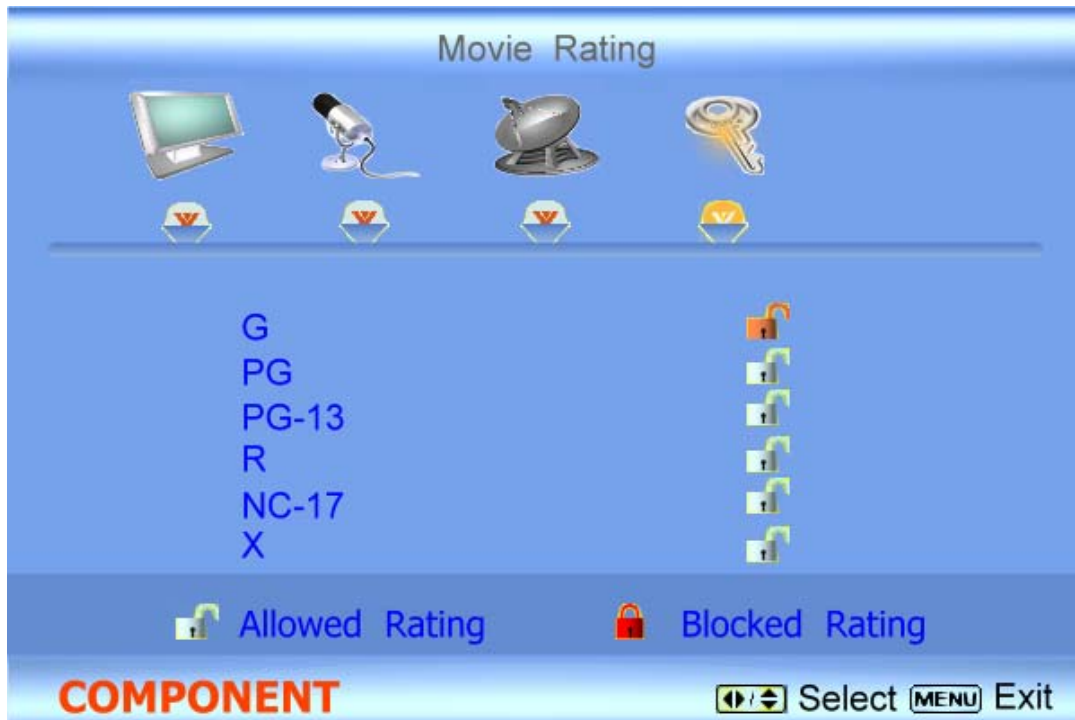 Movie Rating
G
PG
PG-13
R
NC-17
X
Allowed Rating
Blocked Rating
COMPONENT
Select MENU Exit